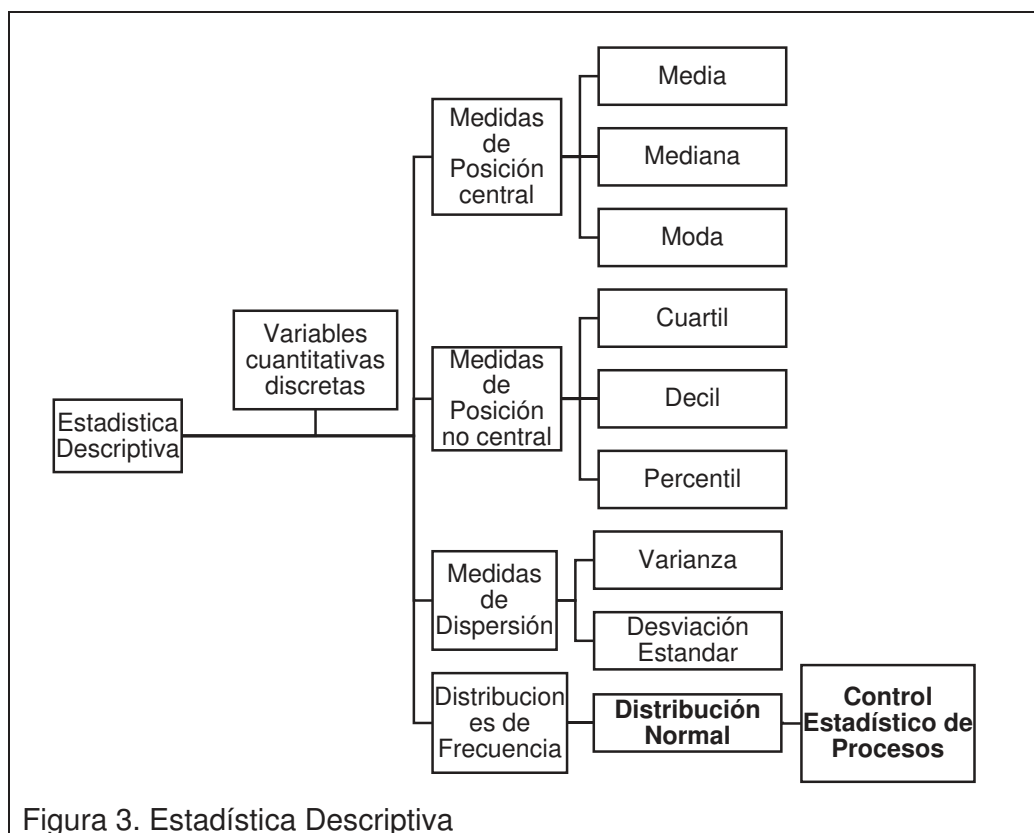 Estadistica
Descriptiva
Variables
cuantitativas
discretas
Medidas
de
Posición
central
Media
Mediana
Moda
Medidas
de
Posición
no central
Cuartil
Decil
Percentil
Medidas
de
Dispersión
Varianza
Desviación
Estandar
Distribucion
es de
Frecuencia
Distribución
Normal
Control
Estadístico de
Procesos
Figura 3. Estadística Descriptiva